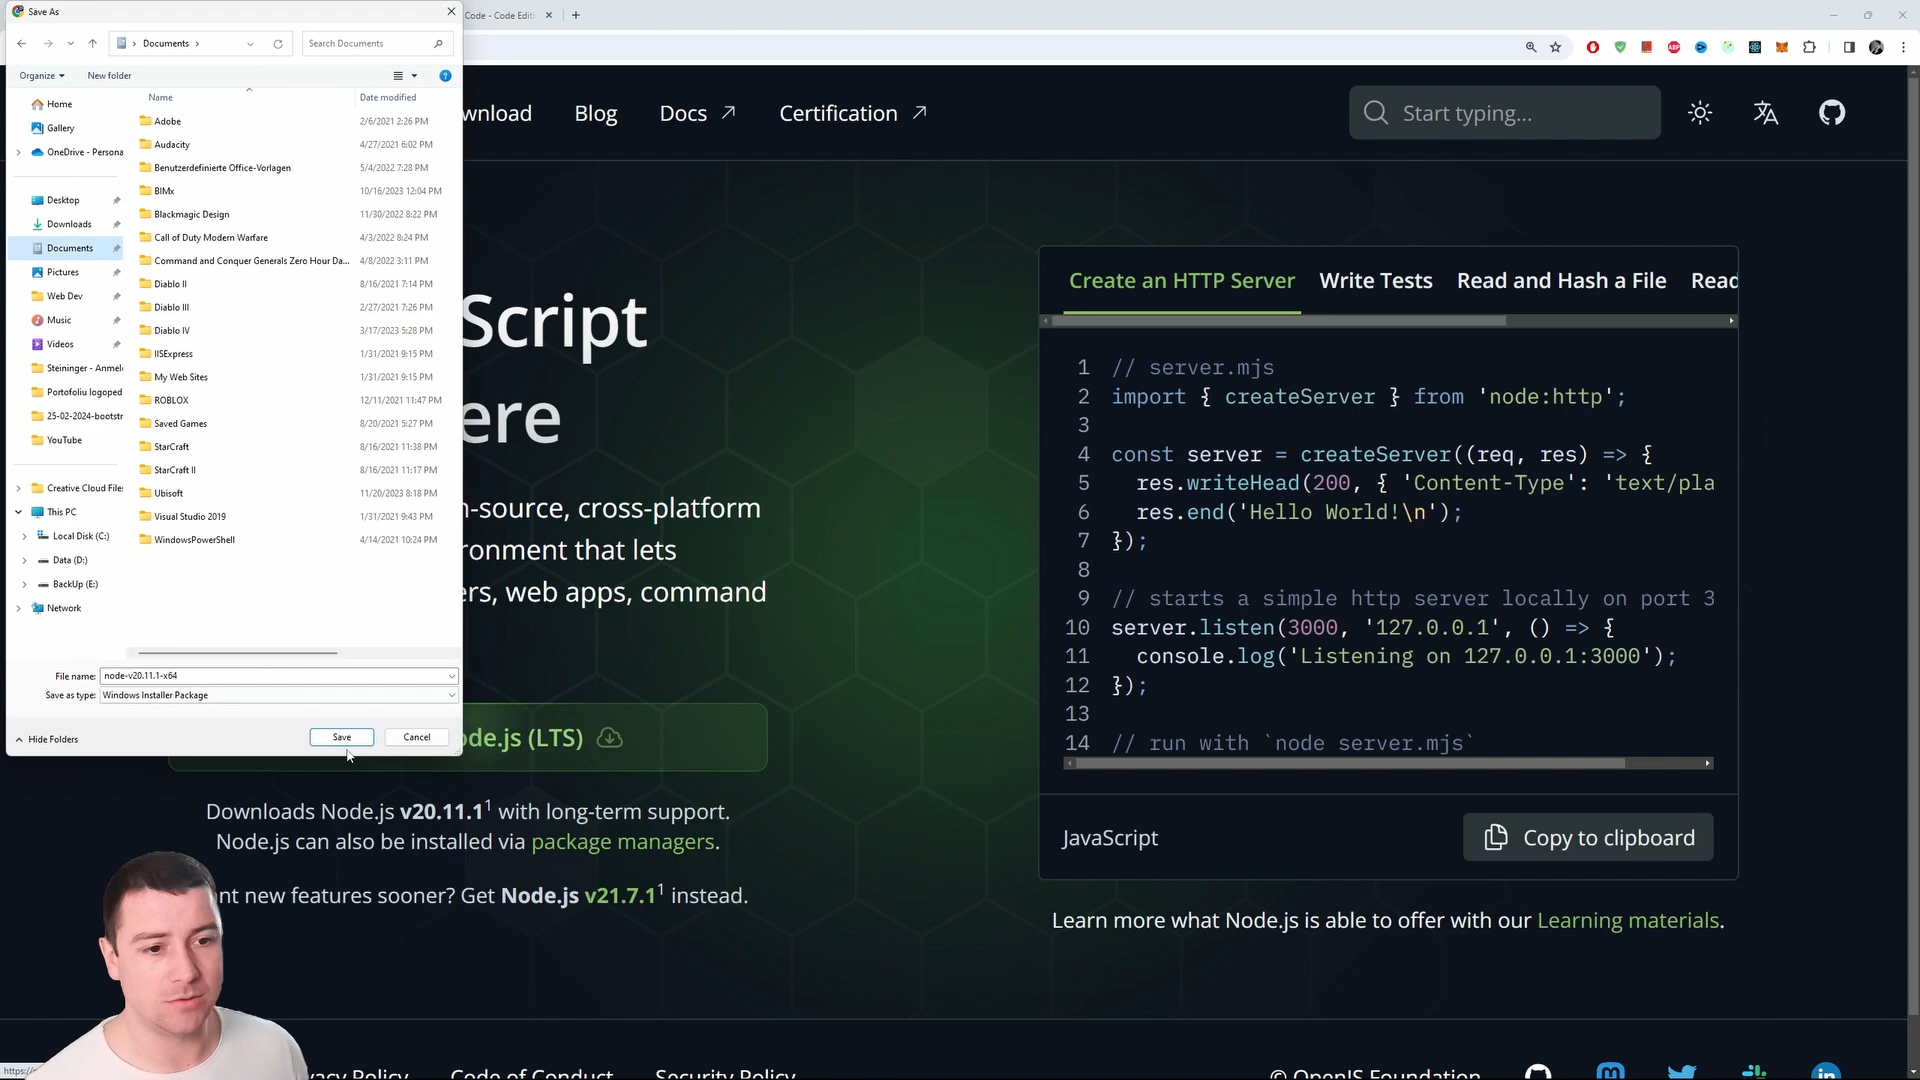 Save As
Code - Code Edit
Documents
Search Documents
Organize
New folder
Name
Date modified
Home
Gallery
OneDrive - Persona
Desktop
Downloads
Documents
Pictures
Web Dev
Music
Videos
Steininger - Anmel
Portofoliu logoped
25-02-2024-bootstr
YouTube
Creative Cloud Files
This PC
Local Disk (C:)
Data (D:)
BackUp (E:)
Network
Adobe 2/6/2021 2:26 PM
Audacity 4/27/2021 6:02 PM
Benutzerdefinierte Office-Vorlagen 5/4/2022 7:28 PM
BIMx 10/16/2023 12:04 PM
Blackmagic Design 11/30/2022 8:22 PM
Call of Duty Modern Warfare 4/3/2022 8:24 PM
Command and Conquer Generals Zero Hour Da... 4/8/2022 3:11 PM
Diablo II 8/16/2021 7:14 PM
Diablo III 2/27/2021 7:26 PM
Diablo IV 3/17/2023 5:28 PM
IISExpress 1/31/2021 9:15 PM
My Web Sites 1/31/2021 9:15 PM
ROBLOX 12/11/2021 11:47 PM
Saved Games 8/20/2021 5:27 PM
StarCraft 8/16/2021 11:38 PM
StarCraft II 8/16/2021 11:17 PM
Ubisoft 11/20/2023 8:18 PM
Visual Studio 2019 1/31/2021 9:43 PM
WindowsPowerShell 4/14/2021 10:24 PM
File name: node-v20.11.1-x64
Save as type: Windows Installer Package
Hide Folders
Save
Cancel
wnload
Blog
Docs
Certification
Start typing...
Script
ere
n-source, cross-platform
onment that lets
ers, web apps, command
ode.js (LTS)
Downloads Node.js v20.11.1¹ with long-term support.
Node.js can also be installed via package managers.
nt new features sooner? Get Node.js v21.7.1¹ instead.
Create an HTTP Server
Write Tests
Read and Hash a File
Read
1 // server.mjs
2 import { createServer } from 'node:http';
3
4 const server = createServer((req, res) => {
5 res.writeHead(200, { 'Content-Type': 'text/pla
6 res.end('Hello World!\n');
7 });
8
9 // starts a simple http server locally on port 3
10 server.listen(3000, '127.0.0.1', () => {
11 console.log('Listening on 127.0.0.1:3000');
12 });
13
14 // run with `node server.mjs`
JavaScript
Copy to clipboard
Learn more what Node.js is able to offer with our Learning materials.
https://
vacy Policy
Code of Conduct
Security Policy
© OpenJS Foundation